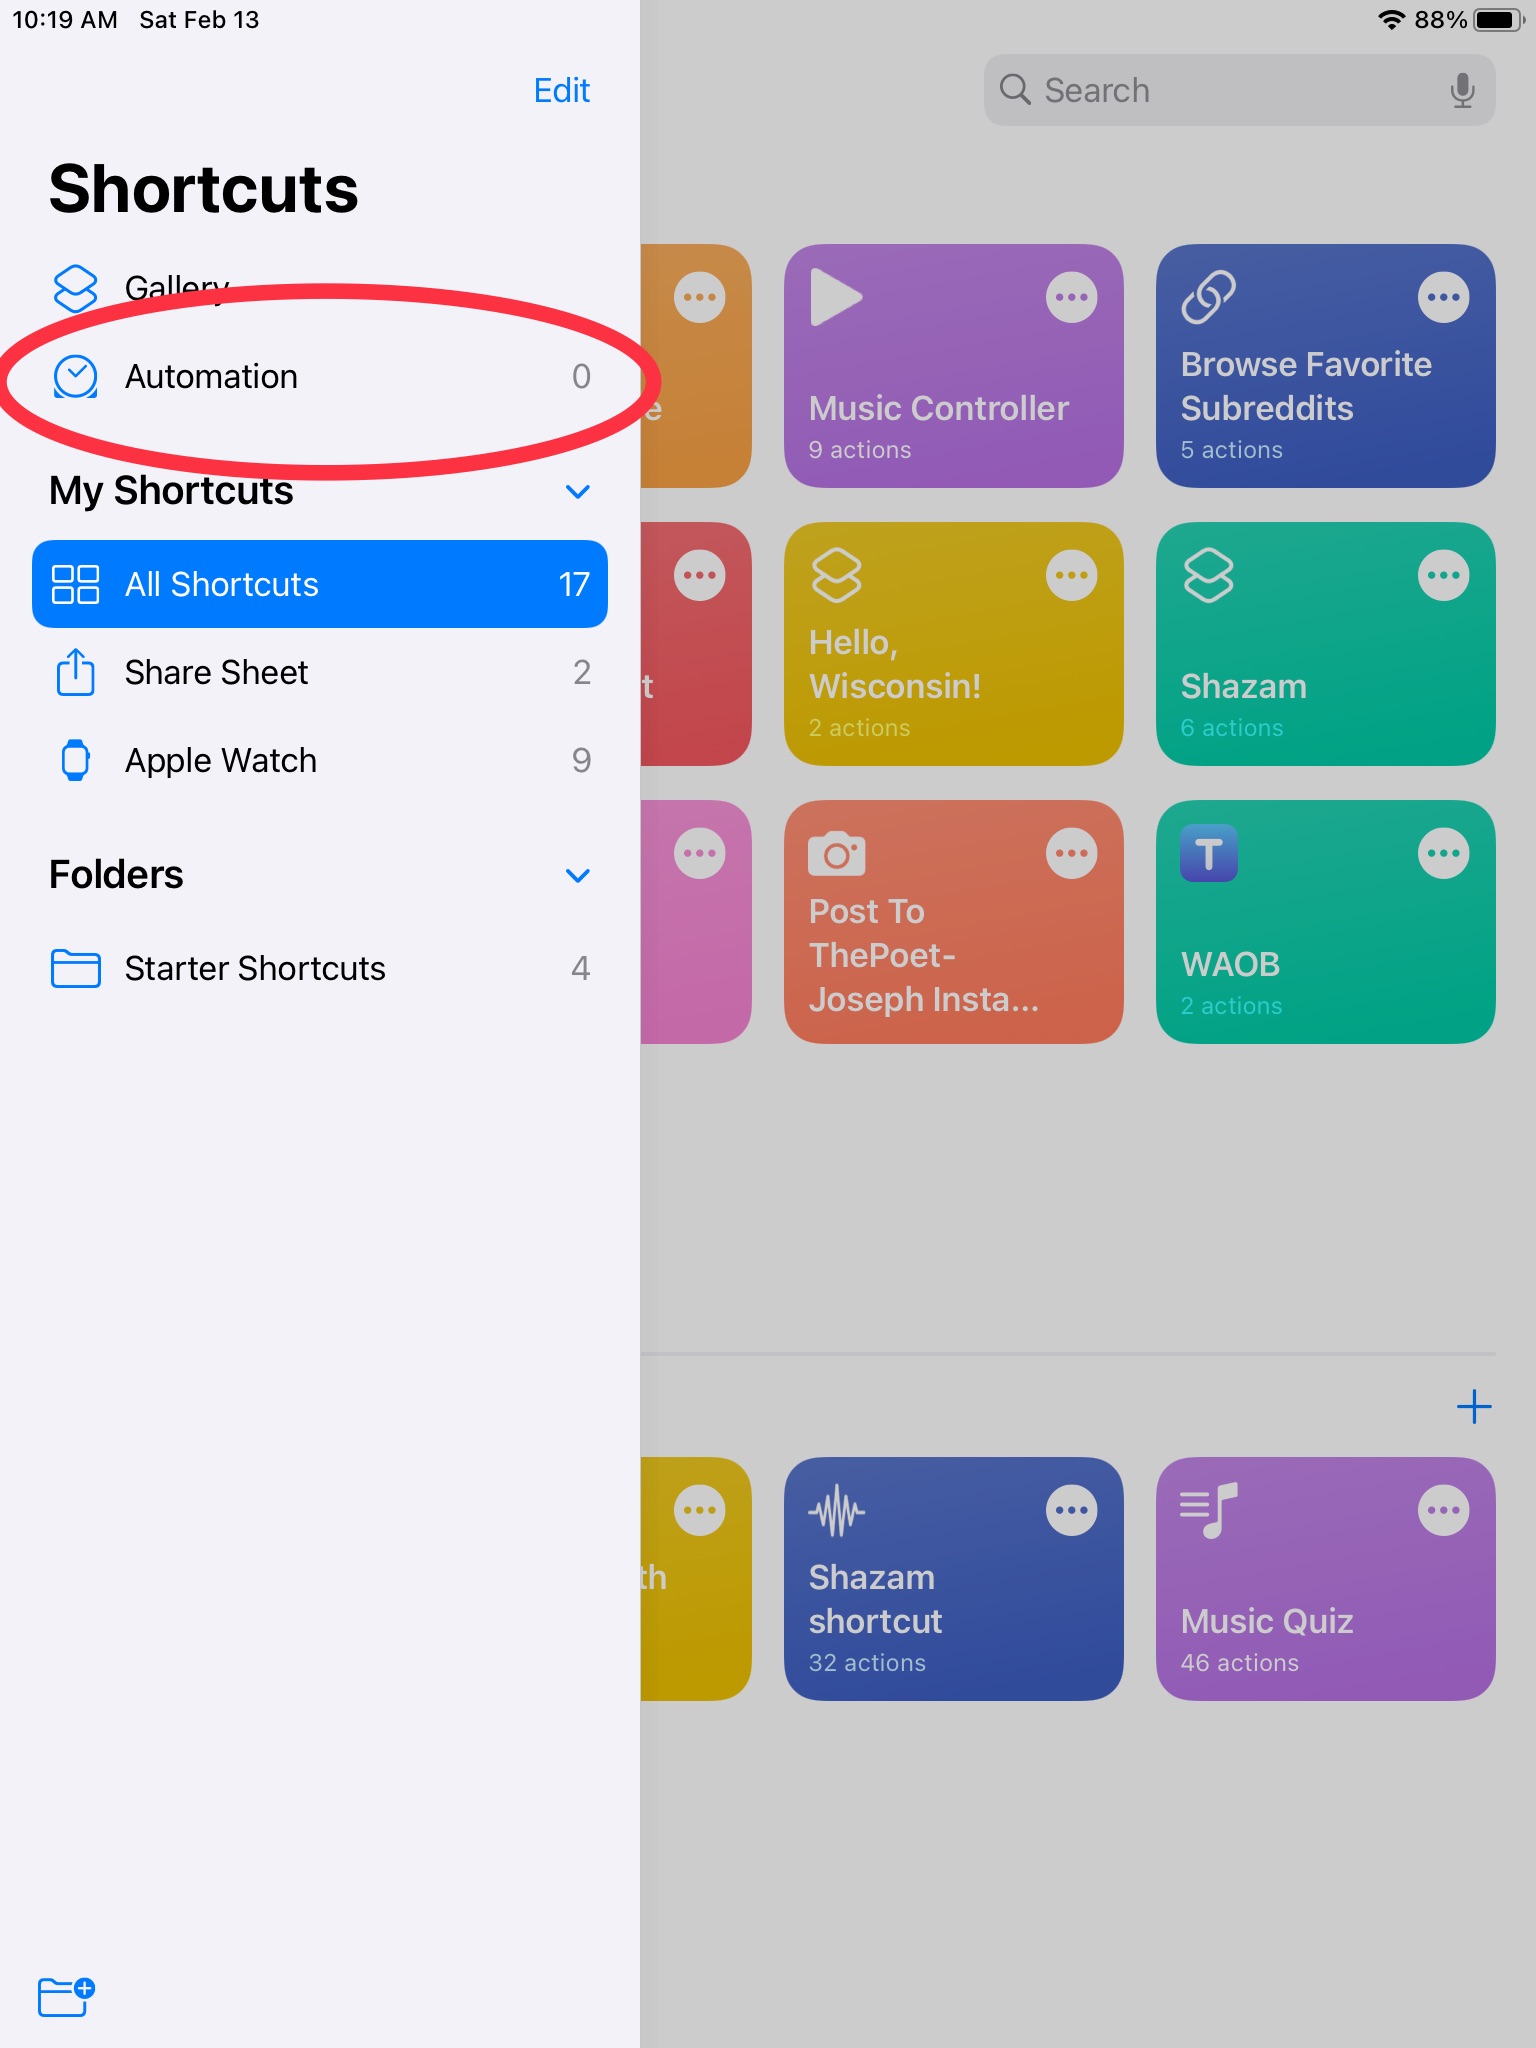 10:19 AM Sat Feb 13
88%
Edit
Search
Shortcuts
Gallery
Automation 0
My Shortcuts
All Shortcuts 17
Share Sheet 2
Apple Watch 9
Folders
Starter Shortcuts 4
e
Music Controller
9 actions
Browse Favorite
Subreddits
5 actions
t
Hello,
Wisconsin!
2 actions
Shazam
6 actions
Post To
ThePoet-
Joseph Insta...
T
WAOB
2 actions
th
Shazam
shortcut
32 actions
Music Quiz
46 actions